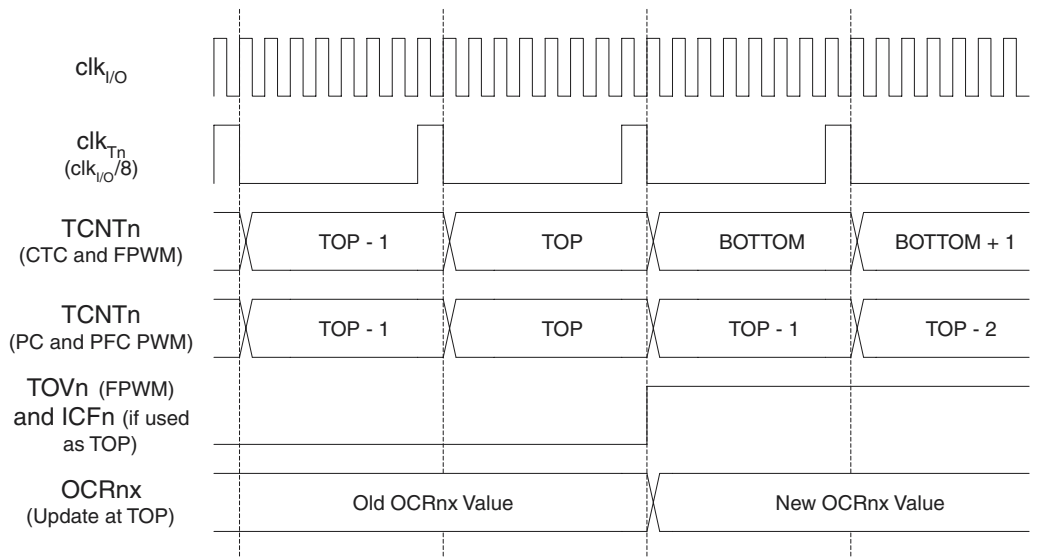 clkI/O
clkTn
(clkI/O/8)
TCNTn
(CTC and FPWM)
TOP - 1
TOP
BOTTOM
BOTTOM + 1
TCNTn
(PC and PFC PWM)
TOP - 1
TOP
TOP - 1
TOP - 2
TOVn (FPWM)
and ICFn (if used
as TOP)
OCRnx
(Update at TOP)
Old OCRnx Value
New OCRnx Value